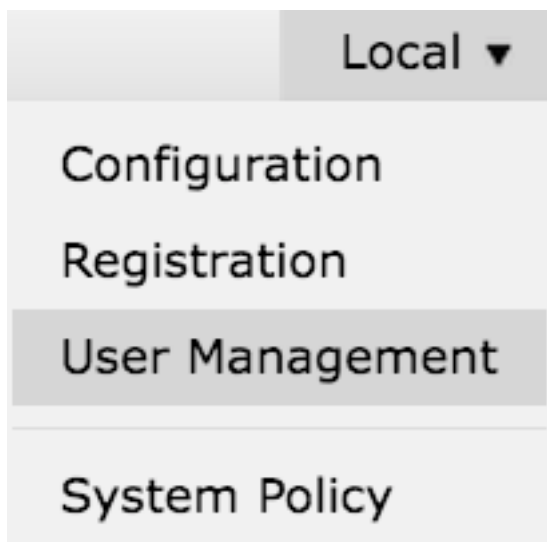 Local ▼
Configuration
Registration
User Management
System Policy